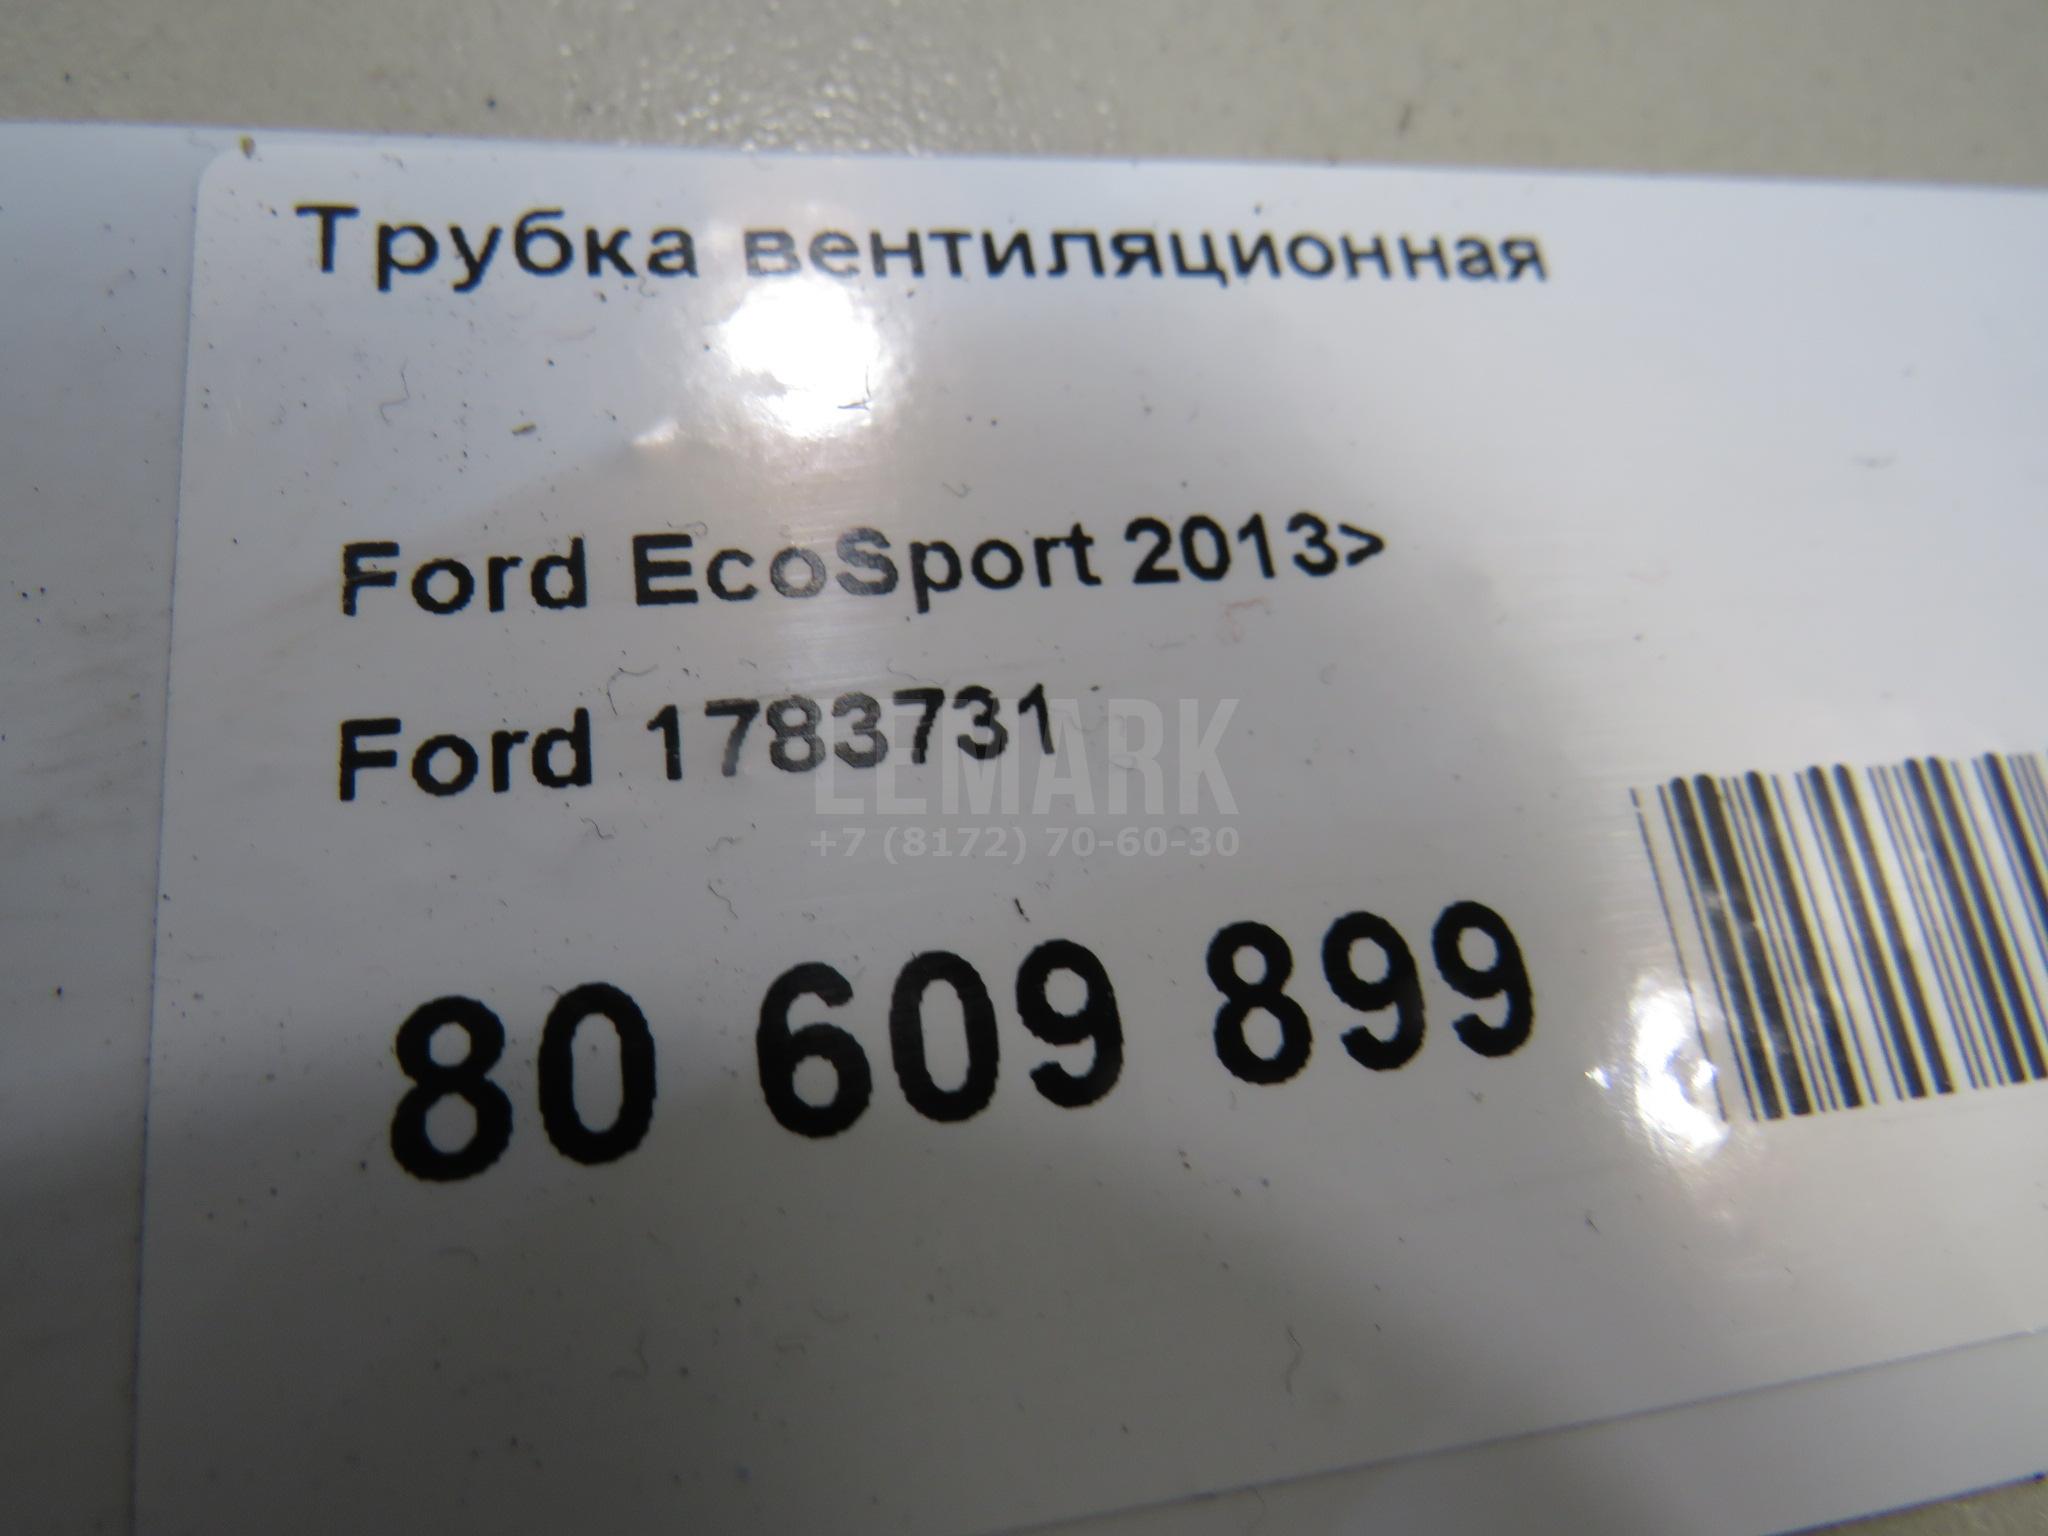 Трубка вентиляционная
Ford EcoSport 2013>
Ford 1783731
LEMARK
+7 (8172) 70-60-30
80 609 899